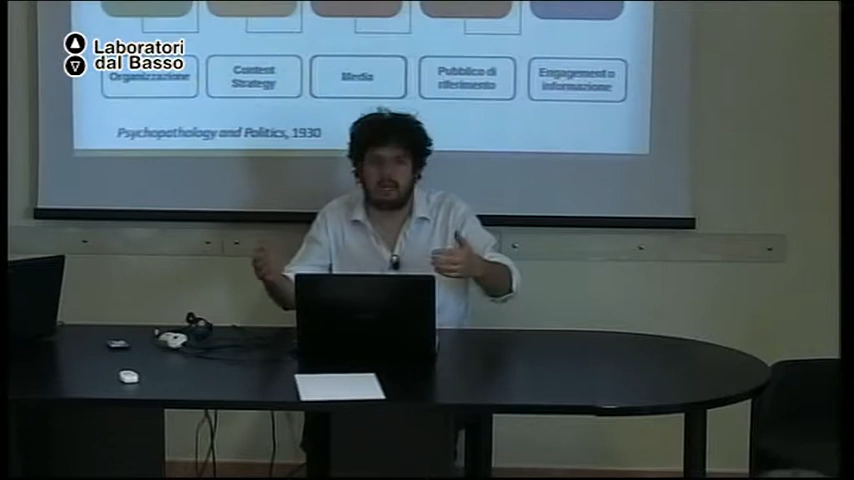 Laboratori
dal Basso
Organizzazione
Content
Strategy
Media
Pubblico di
riferimento
Engagement o
informazione
Psychopathology and Politics, 1930